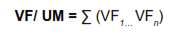 VF/ UM = ∑ (VF1... VFn)